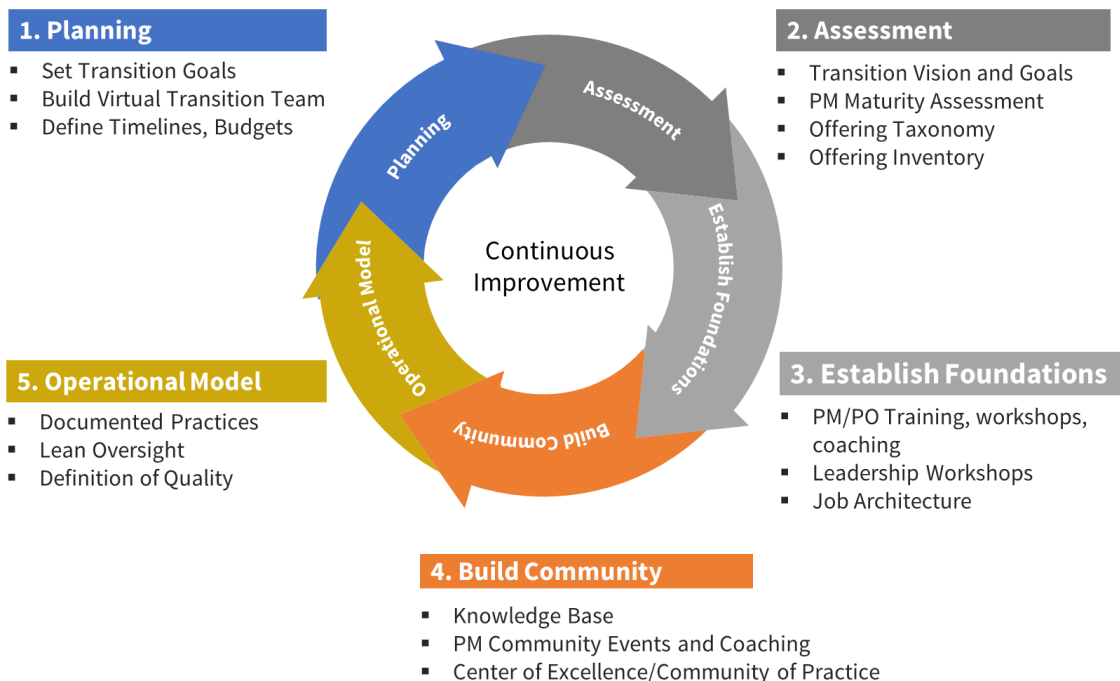 1. Planning
▪ Set Transition Goals
▪ Build Virtual Transition Team
▪ Define Timelines, Budgets
2. Assessment
▪ Transition Vision and Goals
▪ PM Maturity Assessment
▪ Offering Taxonomy
▪ Offering Inventory
Planning
Assessment
Establish Foundations
Build Community
Operational Model
Continuous
Improvement
3. Establish Foundations
▪ PM/PO Training, workshops,
coaching
▪ Leadership Workshops
▪ Job Architecture
4. Build Community
▪ Knowledge Base
▪ PM Community Events and Coaching
▪ Center of Excellence/Community of Practice
5. Operational Model
▪ Documented Practices
▪ Lean Oversight
▪ Definition of Quality